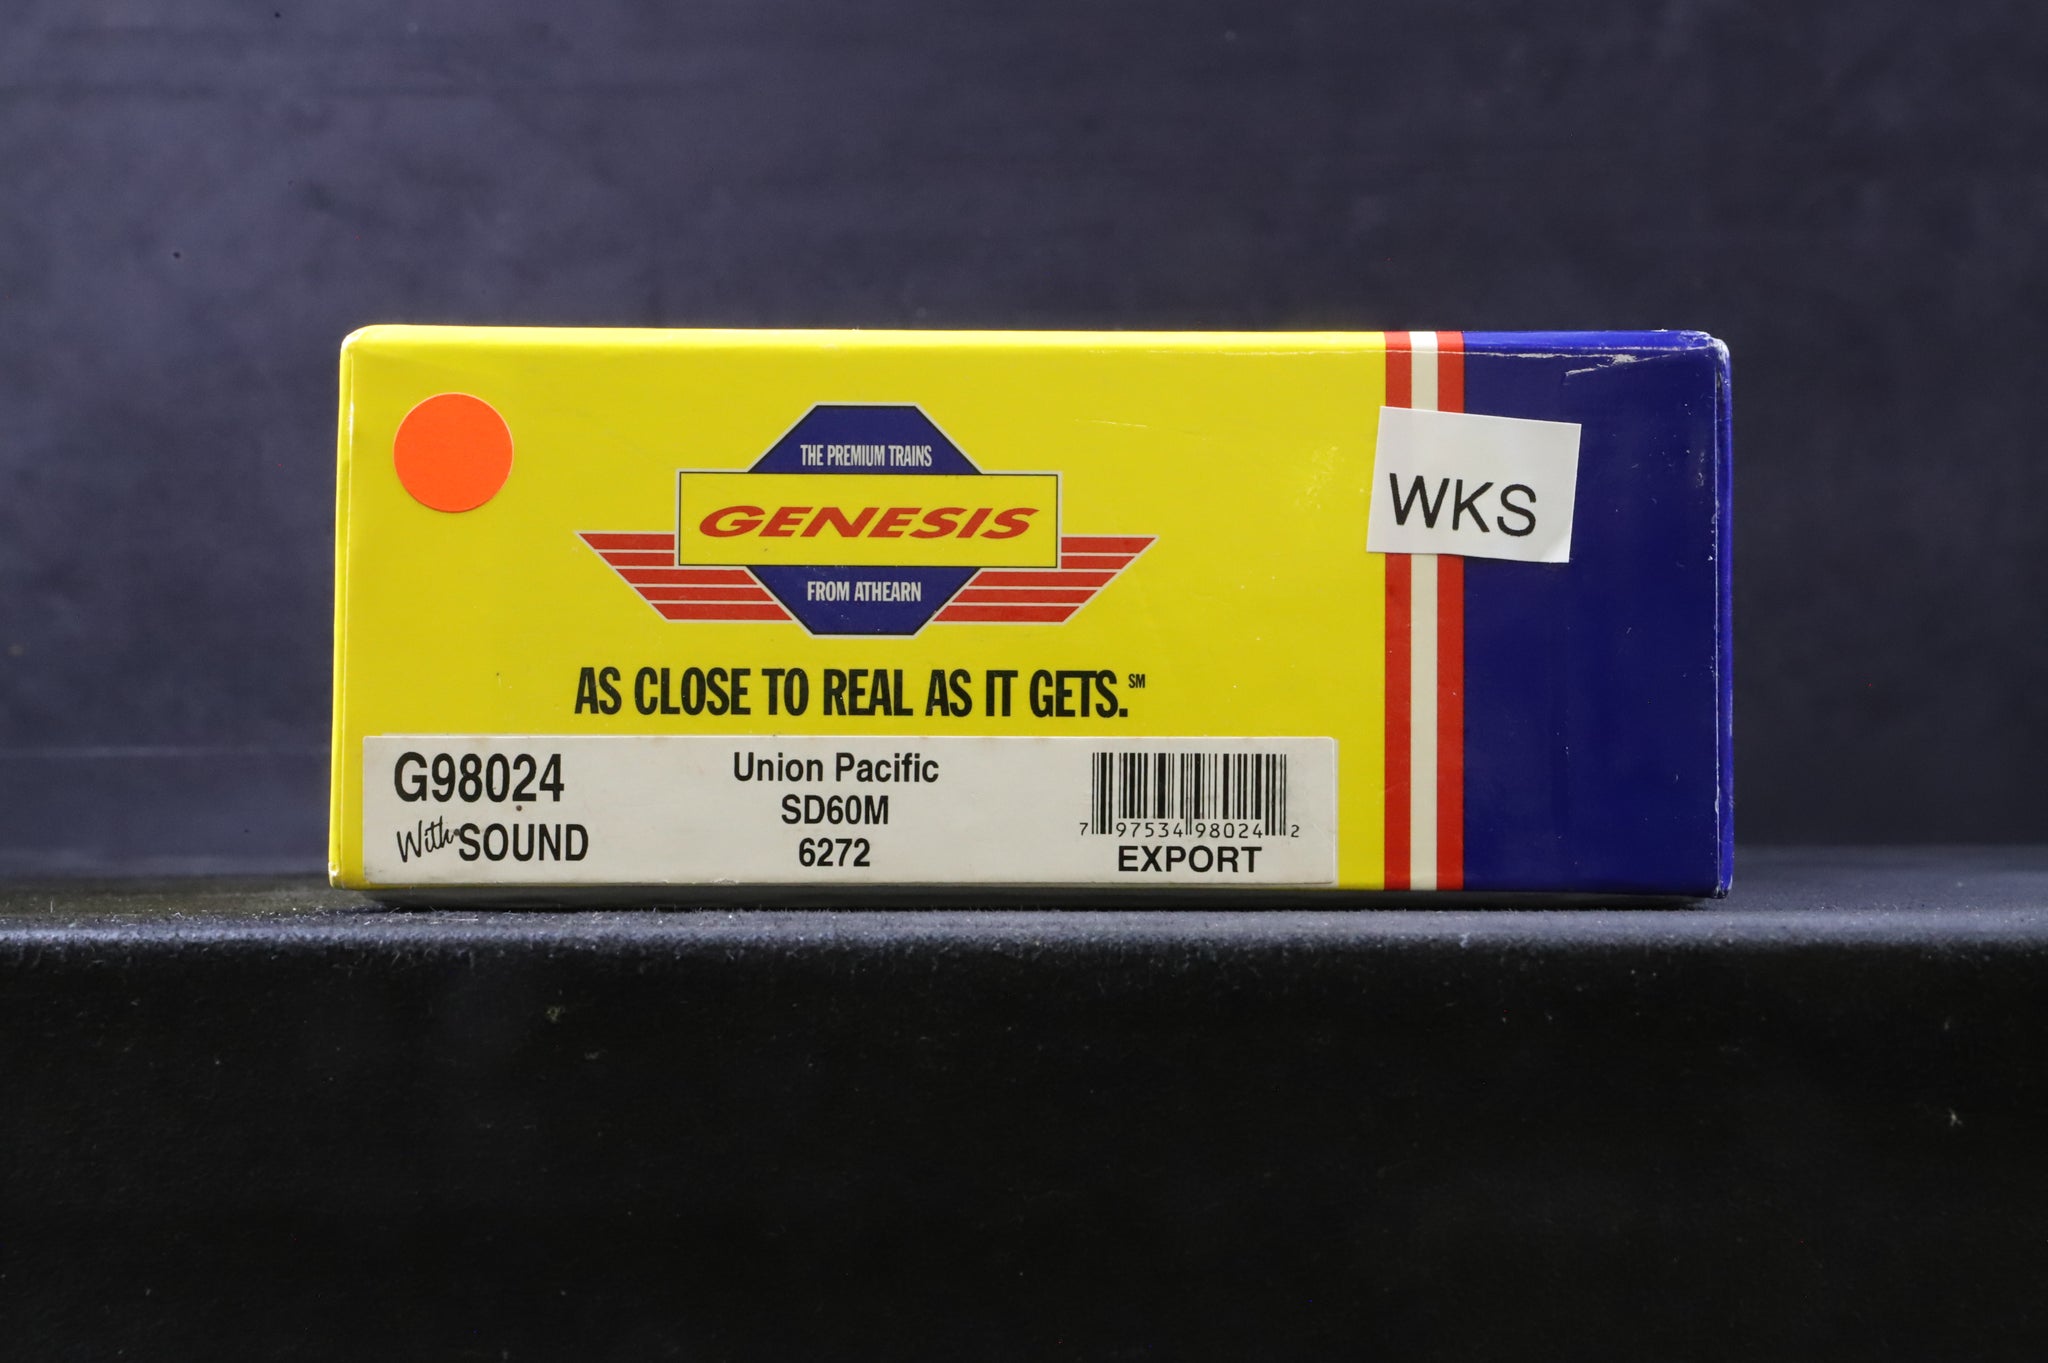 THE PREMIUM TRAINS
GENESIS
FROM ATHEARN
WKS
AS CLOSE TO REAL AS IT GETS.℠
G98024
With SOUND
Union Pacific
SD60M
6272
7 97534 98024 2
EXPORT